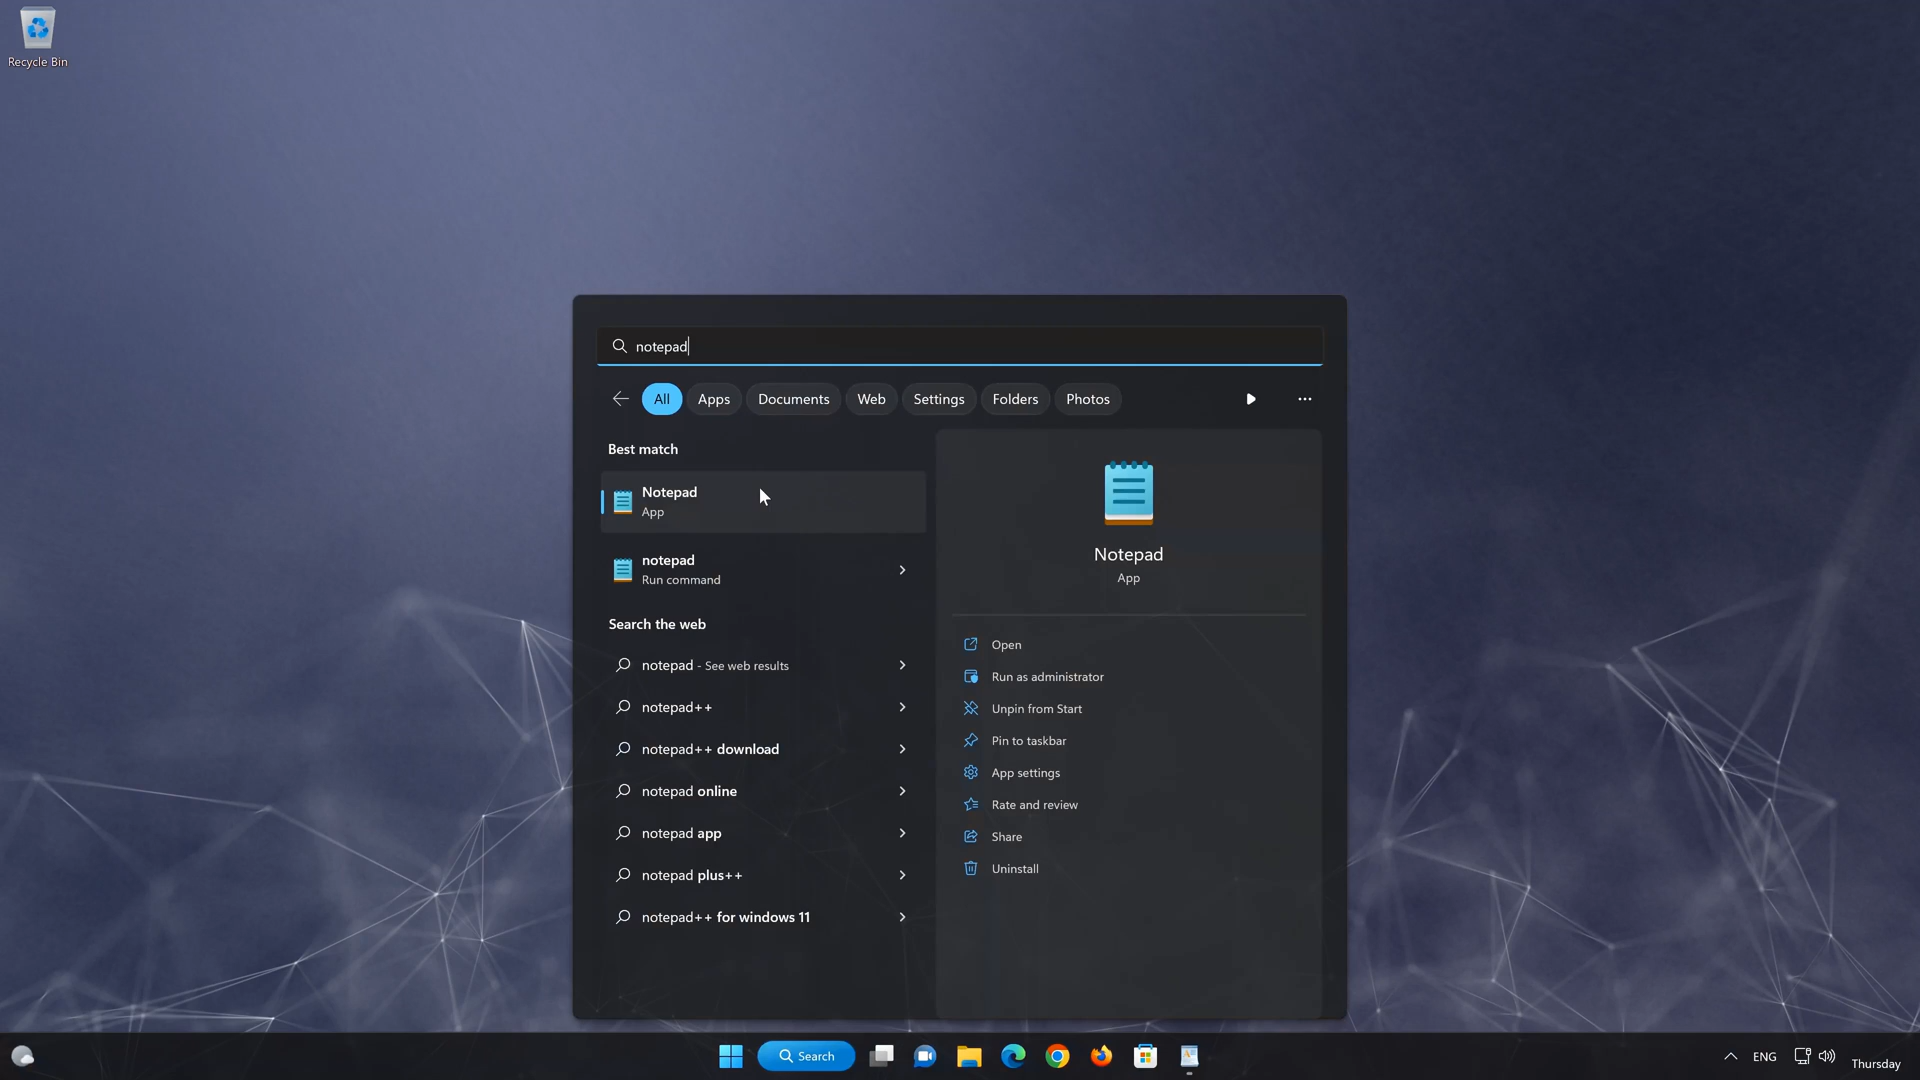 Recycle Bin
notepad
All Apps Documents Web Settings Folders Photos
Best match
Notepad
App
notepad
Run command
Search the web
notepad - See web results
notepad++
notepad++ download
notepad online
notepad app
notepad plus++
notepad++ for windows 11
Notepad
App
Open
Run as administrator
Unpin from Start
Pin to taskbar
App settings
Rate and review
Share
Uninstall
Search
ENG
Thursday